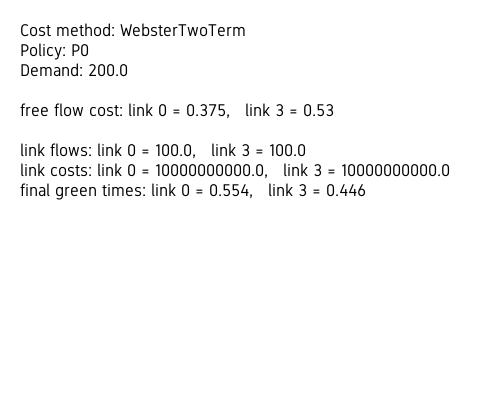 Cost method: WebsterTwoTerm
Policy: P0
Demand: 200.0
free flow cost: link 0 = 0.375,   link 3 = 0.53
link flows: link 0 = 100.0,   link 3 = 100.0
link costs: link 0 = 10000000000.0,   link 3 = 10000000000.0
final green times: link 0 = 0.554,   link 3 = 0.446